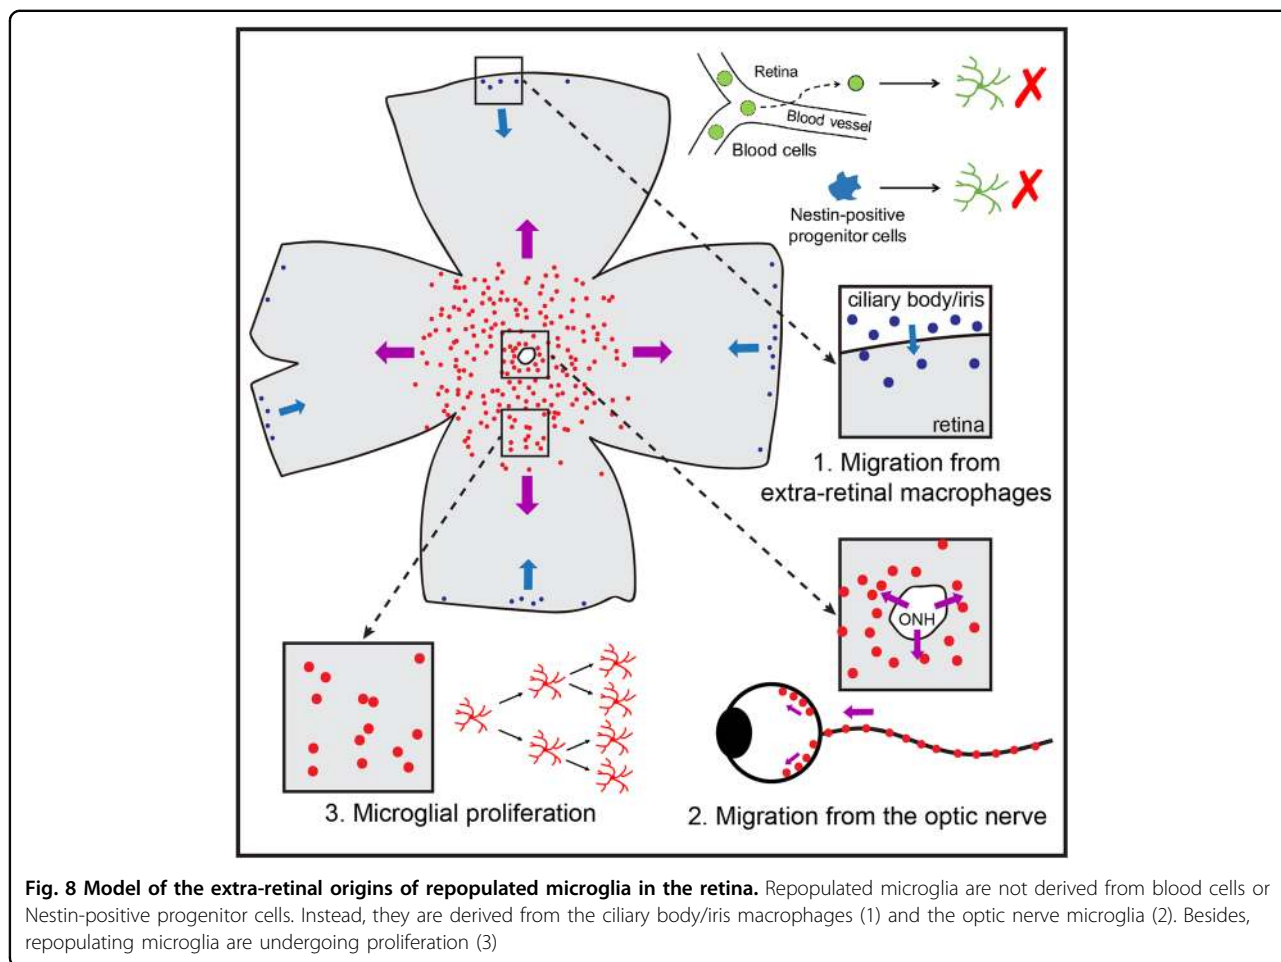 Retina
Blood vessel
Blood cells
Nestin-positive
progenitor cells
ciliary body/iris
retina
1. Migration from
extra-retinal macrophages
ONH
2. Migration from the optic nerve
3. Microglial proliferation
Fig. 8 Model of the extra-retinal origins of repopulated microglia in the retina. Repopulated microglia are not derived from blood cells or
Nestin-positive progenitor cells. Instead, they are derived from the ciliary body/iris macrophages (1) and the optic nerve microglia (2). Besides,
repopulating microglia are undergoing proliferation (3)